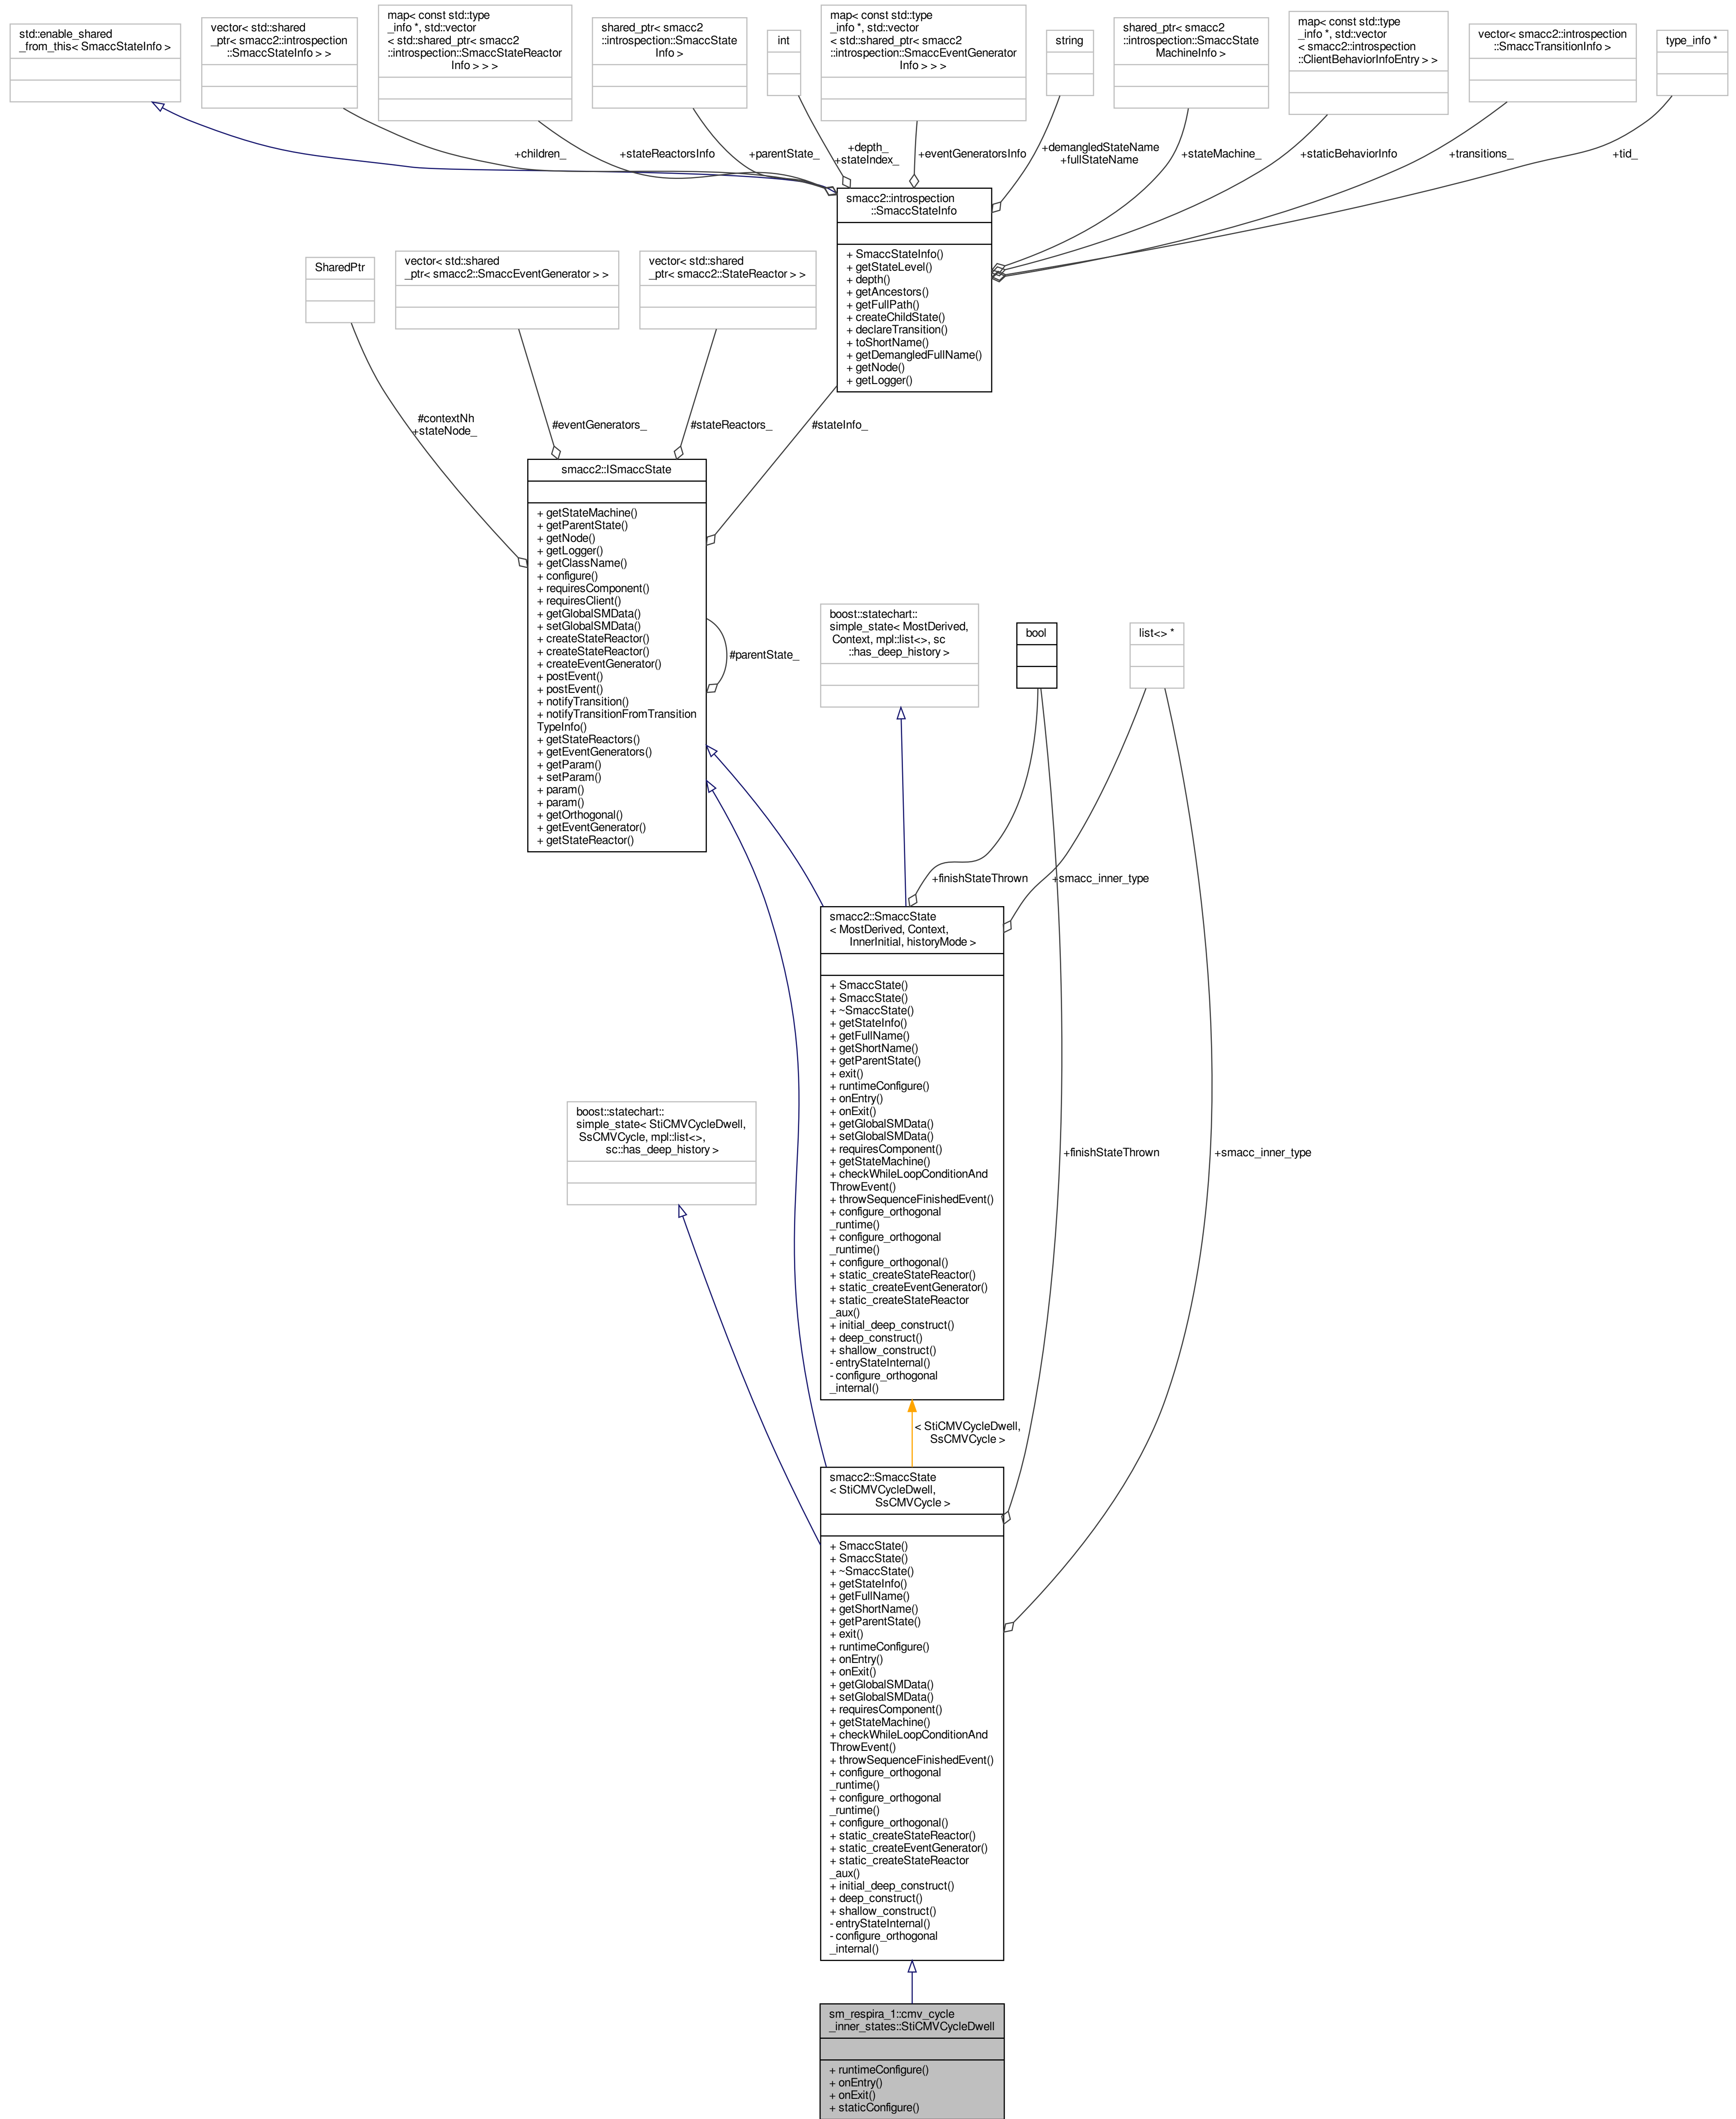 std::enable_shared
_from_this< SmaccStateInfo >
vector< std::shared
_ptr< smacc2::introspection
::SmaccStateInfo > >
map< const std::type
_info *, std::vector
< std::shared_ptr< smacc2
::introspection::SmaccStateReactor
Info > > >
shared_ptr< smacc2
::introspection::SmaccState
Info >
int
map< const std::type
_info *, std::vector
< std::shared_ptr< smacc2
::introspection::SmaccEventGenerator
Info > > >
string
shared_ptr< smacc2
::introspection::SmaccState
MachineInfo >
map< const std::type
_info *, std::vector
< smacc2::introspection
::ClientBehaviorInfoEntry > >
vector< smacc2::introspection
::SmaccTransitionInfo >
type_info *
+children_
+stateReactorsInfo
+parentState_
+depth_
+stateIndex_
+eventGeneratorsInfo
+demangledStateName
+fullStateName
+stateMachine_
+staticBehaviorInfo
+transitions_
+tid_
smacc2::introspection
::SmaccStateInfo
+ SmaccStateInfo()
+ getStateLevel()
+ depth()
+ getAncestors()
+ getFullPath()
+ createChildState()
+ declareTransition()
+ toShortName()
+ getDemangledFullName()
+ getNode()
+ getLogger()
SharedPtr
vector< std::shared
_ptr< smacc2::SmaccEventGenerator > >
vector< std::shared
_ptr< smacc2::StateReactor > >
#contextNh
+stateNode_
#eventGenerators_
#stateReactors_
#stateInfo_
smacc2::ISmaccState
+ getStateMachine()
+ getParentState()
+ getNode()
+ getLogger()
+ getClassName()
+ configure()
+ requiresComponent()
+ requiresClient()
+ getGlobalSMData()
+ setGlobalSMData()
+ createStateReactor()
+ createStateReactor()
+ createEventGenerator()
+ postEvent()
+ postEvent()
+ notifyTransition()
+ notifyTransitionFromTransition
TypeInfo()
+ getStateReactors()
+ getEventGenerators()
+ getParam()
+ setParam()
+ param()
+ param()
+ getOrthogonal()
+ getEventGenerator()
+ getStateReactor()
#parentState_
boost::statechart::
simple_state< MostDerived,
Context, mpl::list<>, sc
::has_deep_history >
bool
list<> *
+finishStateThrown
+smacc_inner_type
smacc2::SmaccState
< MostDerived, Context,
InnerInitial, historyMode >
+ SmaccState()
+ SmaccState()
+ ~SmaccState()
+ getStateInfo()
+ getFullName()
+ getShortName()
+ getParentState()
+ exit()
+ runtimeConfigure()
+ onEntry()
+ onExit()
+ getGlobalSMData()
+ setGlobalSMData()
+ requiresComponent()
+ getStateMachine()
+ checkWhileLoopConditionAnd
ThrowEvent()
+ throwSequenceFinishedEvent()
+ configure_orthogonal
_runtime()
+ configure_orthogonal
_runtime()
+ configure_orthogonal()
+ static_createStateReactor()
+ static_createEventGenerator()
+ static_createStateReactor
_aux()
+ initial_deep_construct()
+ deep_construct()
+ shallow_construct()
- entryStateInternal()
- configure_orthogonal
_internal()
boost::statechart::
simple_state< StiCMVCycleDwell,
SsCMVCycle, mpl::list<>,
sc::has_deep_history >
+finishStateThrown
+smacc_inner_type
< StiCMVCycleDwell,
SsCMVCycle >
smacc2::SmaccState
< StiCMVCycleDwell,
SsCMVCycle >
+ SmaccState()
+ SmaccState()
+ ~SmaccState()
+ getStateInfo()
+ getFullName()
+ getShortName()
+ getParentState()
+ exit()
+ runtimeConfigure()
+ onEntry()
+ onExit()
+ getGlobalSMData()
+ setGlobalSMData()
+ requiresComponent()
+ getStateMachine()
+ checkWhileLoopConditionAnd
ThrowEvent()
+ throwSequenceFinishedEvent()
+ configure_orthogonal
_runtime()
+ configure_orthogonal
_runtime()
+ configure_orthogonal()
+ static_createStateReactor()
+ static_createEventGenerator()
+ static_createStateReactor
_aux()
+ initial_deep_construct()
+ deep_construct()
+ shallow_construct()
- entryStateInternal()
- configure_orthogonal
_internal()
sm_respira_1::cmv_cycle
_inner_states::StiCMVCycleDwell
+ runtimeConfigure()
+ onEntry()
+ onExit()
+ staticConfigure()